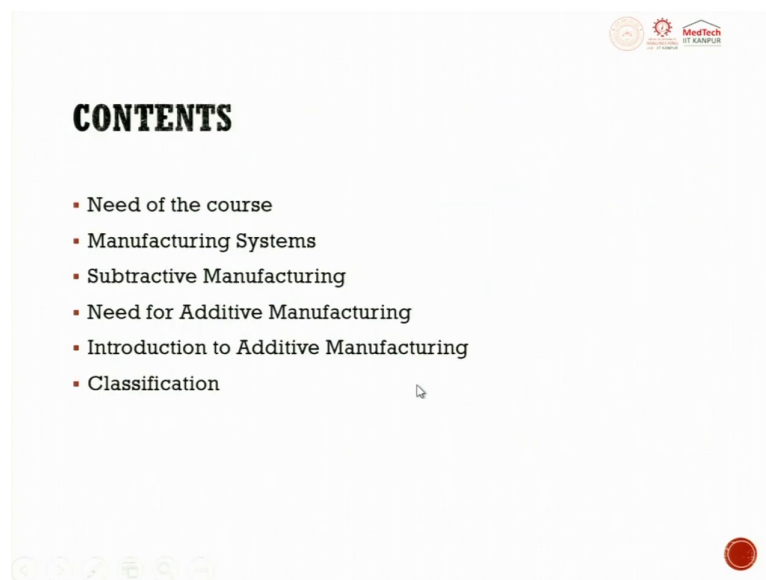 MedTech
IIT KANPUR
CONTENTS
Need of the course
Manufacturing Systems
Subtractive Manufacturing
Need for Additive Manufacturing
Introduction to Additive Manufacturing
Classification